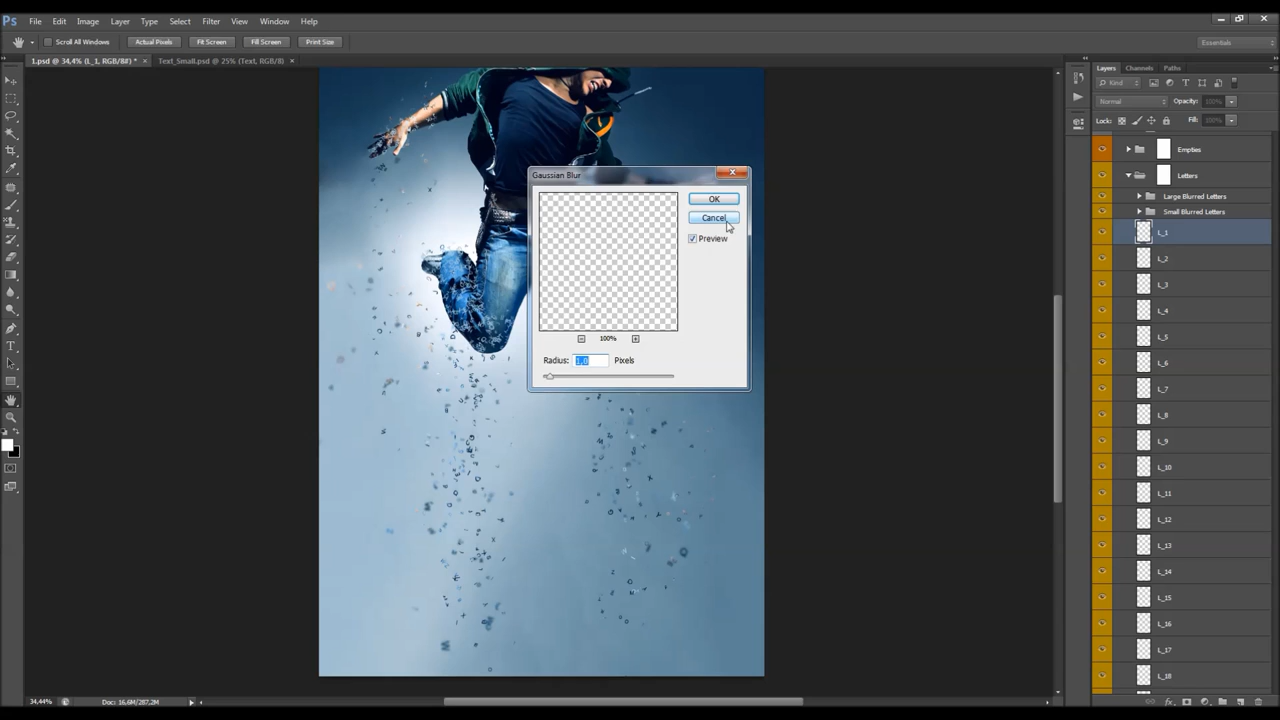 Ps File Edit Image Layer Type Select Filter View Window Help
Scroll All Windows Actual Pixels Fit Screen Fill Screen Print Size Essentials
1.psd @ 34,4% (L_1, RGB/8#) * × Text_Small.psd @ 25% (Text, RGB/8) ×
Layers Channels Paths
Kind
Normal Opacity: 100%
Lock: Fill: 100%
Empties
Letters
Large Blurred Letters
Small Blurred Letters
L_1
L_2
L_3
L_4
L_5
L_6
L_7
L_8
L_9
L_10
L_11
L_12
L_13
L_14
L_15
L_16
L_17
L_18
Gaussian Blur
OK
Cancel
Preview
100%
Radius: 1,0 Pixels
34.44% Doc: 16,6M/287,2M